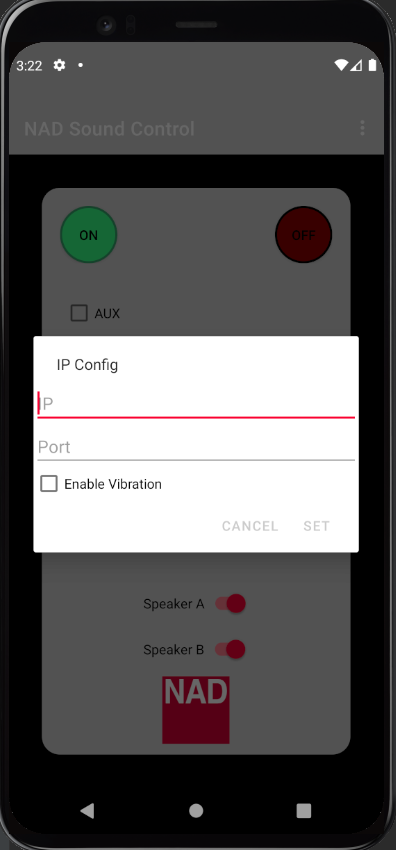 3:22
NAD Sound Control
ON
OFF
AUX
IP Config
IP
Port
Enable Vibration
CANCEL SET
Speaker A
Speaker B
NAD